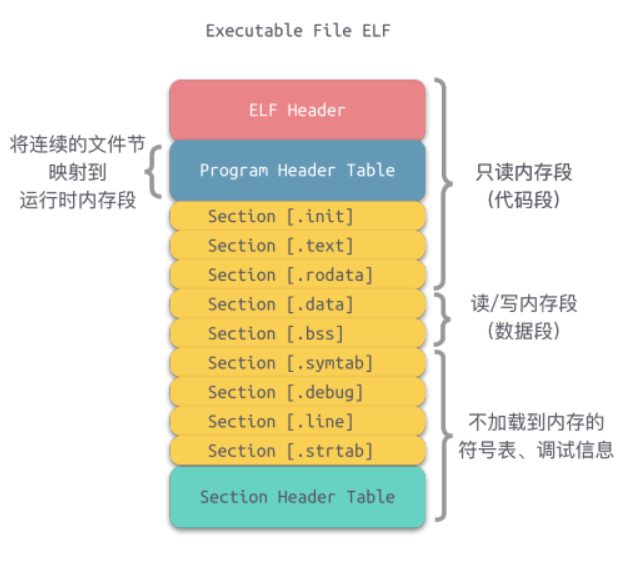 Executable File ELF
ELF Header
将连续的文件节
映射到
运行时内存段
Program Header Table
只读内存段
(代码段)
Section [.init]
Section [.text]
Section [.rodata]
Section [.data]
Section [.bss]
读/写内存段
(数据段)
Section [.symtab]
Section [.debug]
Section [.line]
Section [.strtab]
不加载到内存的
符号表、调试信息
Section Header Table